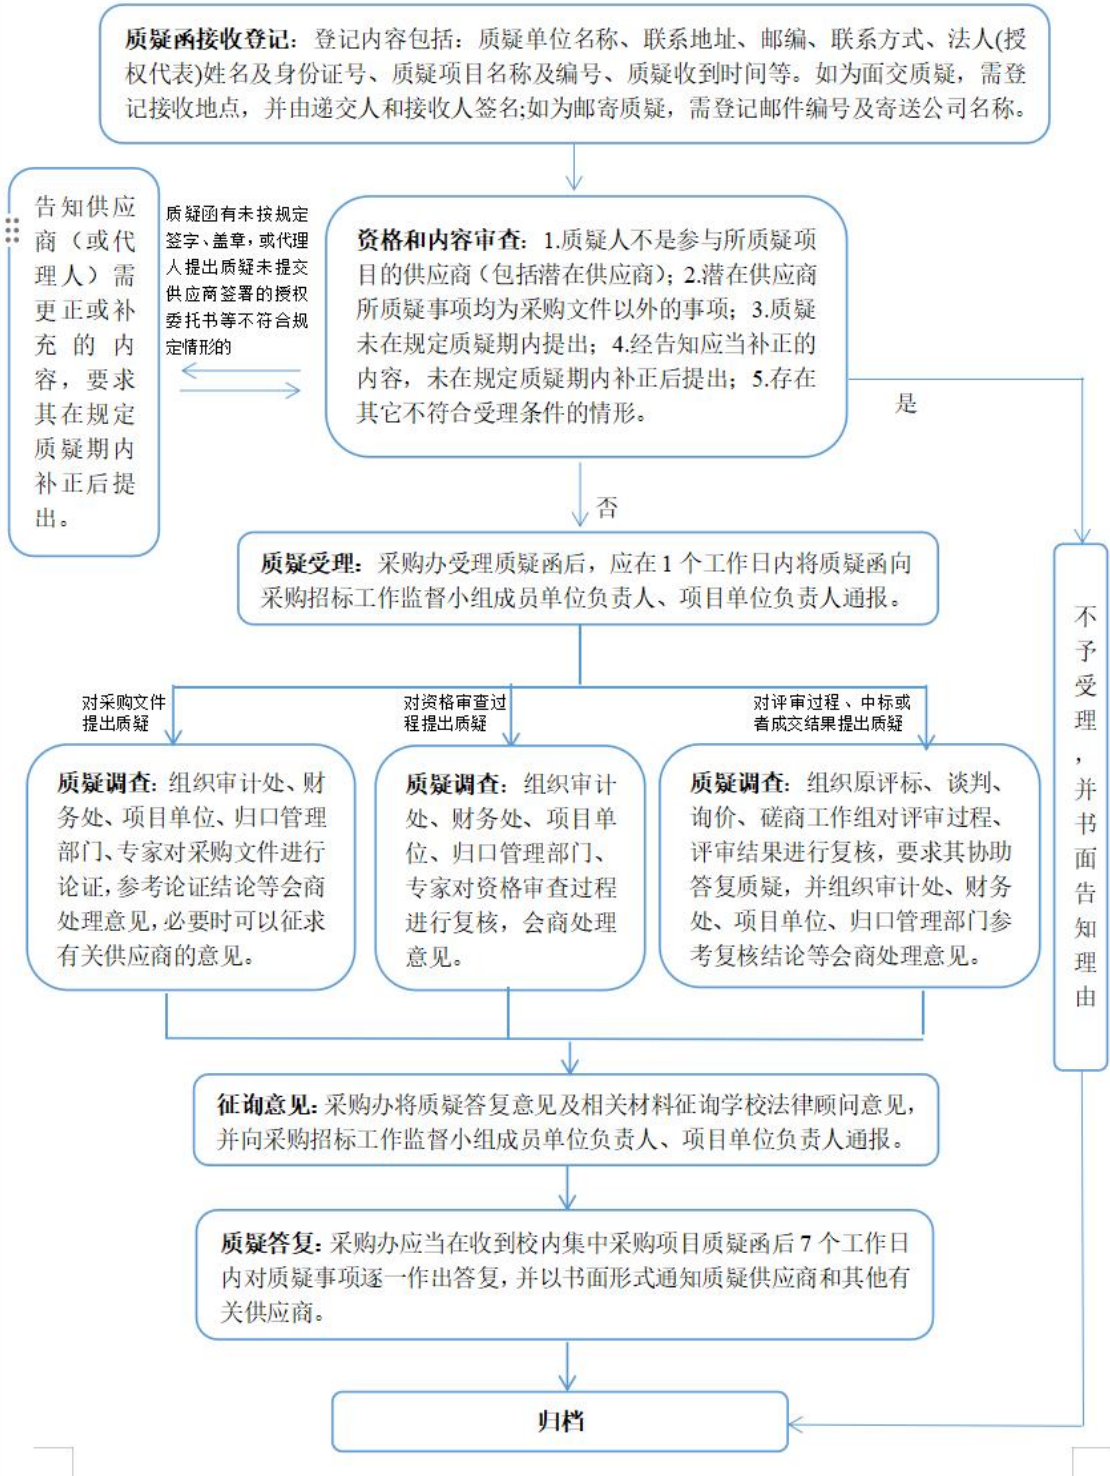 质疑函接收登记：登记内容包括：质疑单位名称、联系地址、邮编、联系方式、法人(授
权代表)姓名及身份证号、质疑项目名称及编号、质疑收到时间等。如为面交质疑，需登
记接收地点，并由递交人和接收人签名;如为邮寄质疑，需登记邮件编号及寄送公司名称。
告知供应
商（或代
理人）需
更正或补
充的内
容，要求
其在规定
质疑期内
补正后提
出。
质疑函有未按规定
签字、盖章，或代理
人提出质疑未提交
供应商签署的授权
委托书等不符合规
定情形的
资格和内容审查：1.质疑人不是参与所质疑项
目的供应商（包括潜在供应商）；2.潜在供应商
所质疑事项均为采购文件以外的事项；3.质疑
未在规定质疑期内提出；4.经告知应当补正的
内容，未在规定质疑期内补正后提出；5.存在
其它不符合受理条件的情形。
是
否
质疑受理：采购办受理质疑函后，应在 1 个工作日内将质疑函向
采购招标工作监督小组成员单位负责人、项目单位负责人通报。
不予受理，并书面告知理由
对采购文件
提出质疑
对资格审查过
程提出质疑
对评审过程、中标或
者成交结果提出质疑
质疑调查：组织审计处、财
务处、项目单位、归口管理
部门、专家对采购文件进行
论证，参考论证结论等会商
处理意见，必要时可以征求
有关供应商的意见。
质疑调查：组织审计
处、财务处、项目单
位、归口管理部门、
专家对资格审查过程
进行复核，会商处理
意见。
质疑调查：组织原评标、谈判、
询价、磋商工作组对评审过程、
评审结果进行复核，要求其协助
答复质疑，并组织审计处、财务
处、项目单位、归口管理部门参
考复核结论等会商处理意见。
征询意见：采购办将质疑答复意见及相关材料征询学校法律顾问意见，
并向采购招标工作监督小组成员单位负责人、项目单位负责人通报。
质疑答复：采购办应当在收到校内集中采购项目质疑函后 7 个工作日
内对质疑事项逐一作出答复，并以书面形式通知质疑供应商和其他有
关供应商。
归档